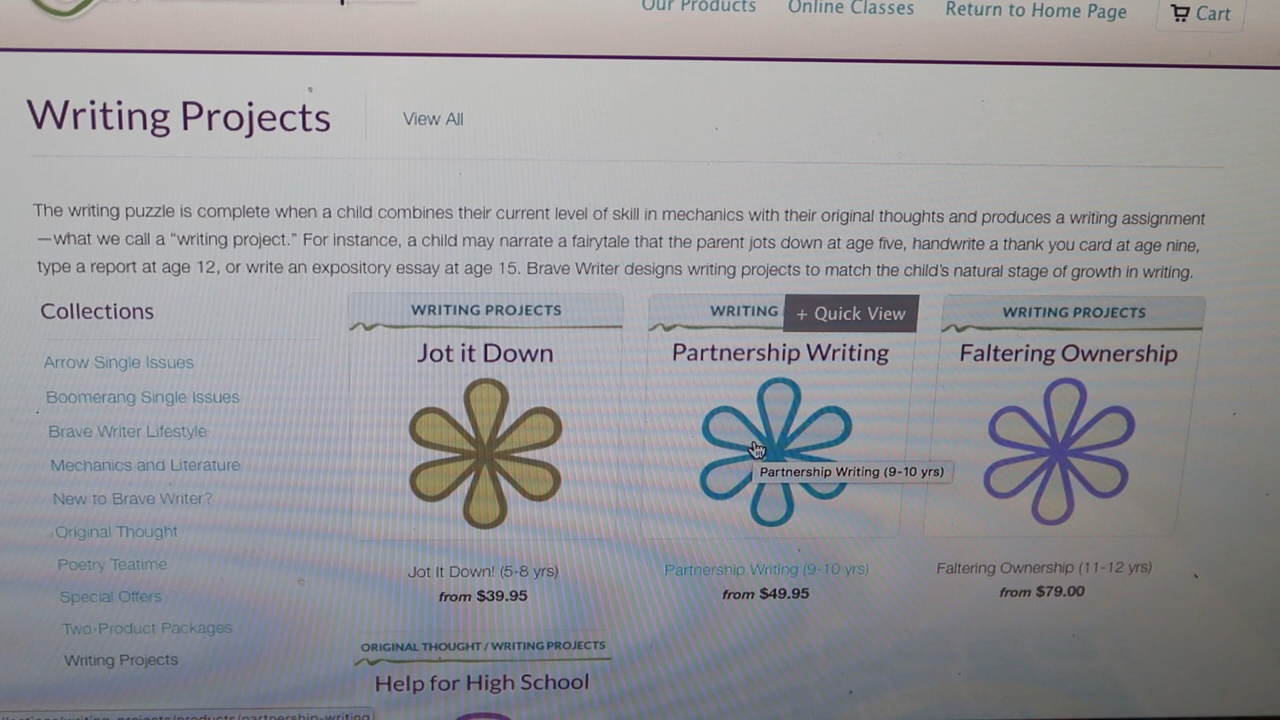 Our Products Online Classes Return to Home Page Cart
Writing Projects View All
The writing puzzle is complete when a child combines their current level of skill in mechanics with their original thoughts and produces a writing assignment
—what we call a “writing project.” For instance, a child may narrate a fairytale that the parent jots down at age five, handwrite a thank you card at age nine,
type a report at age 12, or write an expository essay at age 15. Brave Writer designs writing projects to match the child's natural stage of growth in writing.
Collections
Arrow Single Issues
Boomerang Single Issues
Brave Writer Lifestyle
Mechanics and Literature
New to Brave Writer?
Original Thought
Poetry Teatime
Special Offers
Two-Product Packages
Writing Projects
WRITING PROJECTS
Jot it Down
Jot It Down! (5-8 yrs)
from $39.95
WRITING + Quick View
Partnership Writing
Partnership Writing (9-10 yrs)
Partnership Writing (9-10 yrs)
from $49.95
WRITING PROJECTS
Faltering Ownership
Faltering Ownership (11-12 yrs)
from $79.00
ORIGINAL THOUGHT / WRITING PROJECTS
Help for High School